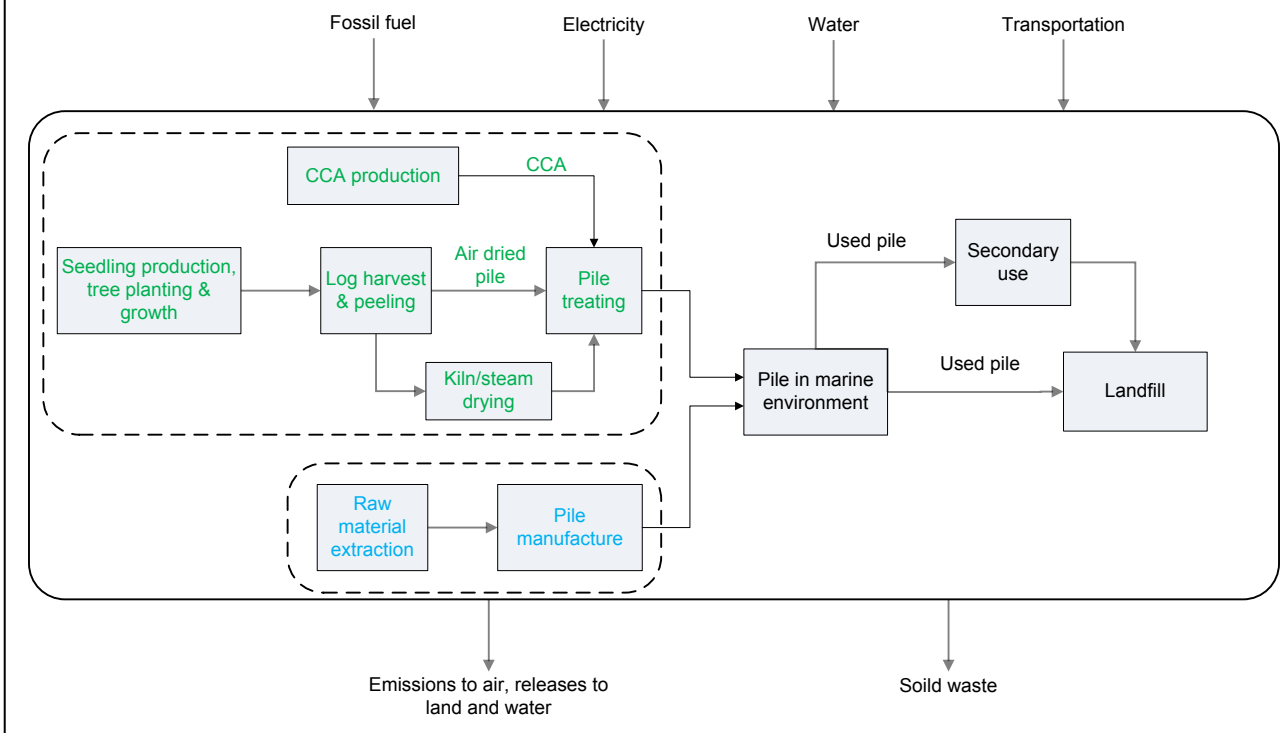 Fossil fuel
Electricity
Water
Transportation
CCA production
CCA
Seedling production,
tree planting &
growth
Log harvest
& peeling
Air dried
pile
Pile
treating
Kiln/steam
drying
Used pile
Secondary
use
Pile in marine
environment
Used pile
Landfill
Raw
material
extraction
Pile
manufacture
Emissions to air, releases to
land and water
Soild waste